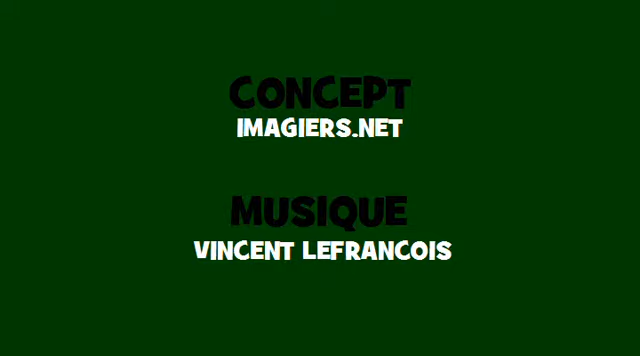 CONCEPT
IMAGIERS.NET
MUSIQUE
VINCENT LEFRANCOIS